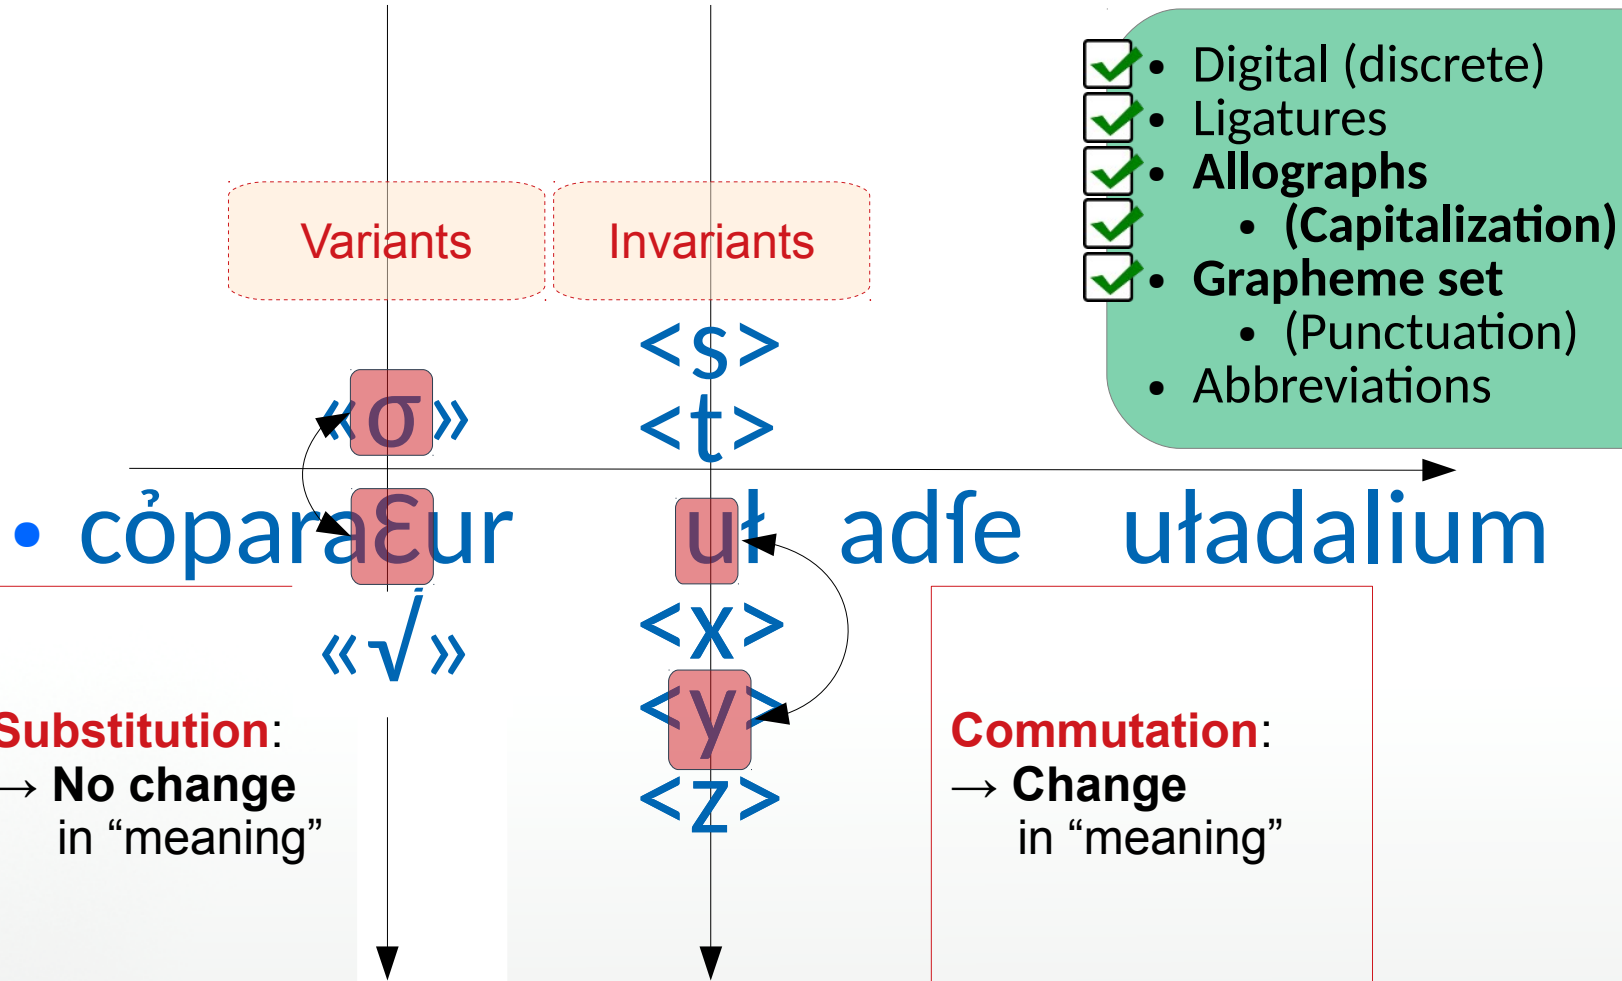 Digital (discrete)
Ligatures
Allographs
(Capitalization)
Grapheme set
(Punctuation)
Abbreviations
Variants
Invariants
<s>
«σ»
<t>
• cỏparaƐur uł adſe uładalium
«√»
<x>
<y>
<z>
Substitution:
→ No change
in “meaning”
Commutation:
→ Change
in “meaning”